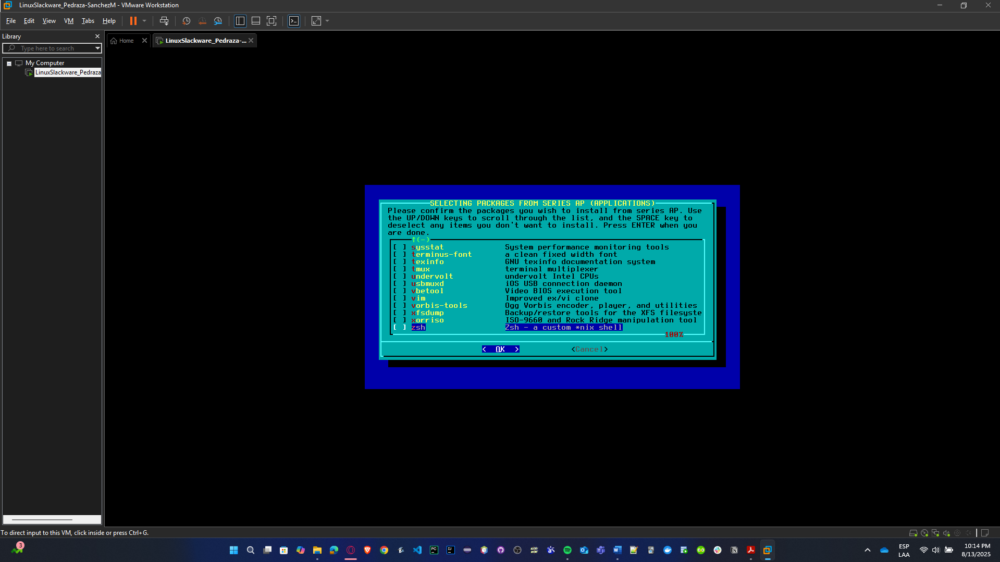 LinuxSlackware_Pedraza-SanchezM - VMware Workstation
File Edit View VM Tabs Help
Library
Type here to search
My Computer
LinuxSlackware_Pedraza
Home
LinuxSlackware_Pedraza-...
SELECTING PACKAGES FROM SERIES AP (APPLICATIONS)
Please confirm the packages you wish to install from series AP. Use
the UP/DOWN keys to scroll through the list, and the SPACE key to
deselect any items you don't want to install. Press ENTER when you
are done.
↑(-)
[ ] sysstat System performance monitoring tools
[ ] terminus-font a clean fixed width font
[ ] texinfo GNU texinfo documentation system
[ ] tmux terminal multiplexer
[ ] undervolt undervolt Intel CPUs
[ ] usbmuxd iOS USB connection daemon
[ ] vbetool Video BIOS execution tool
[ ] vim Improved ex/vi clone
[ ] vorbis-tools Ogg Vorbis encoder, player, and utilities
[ ] xfsdump Backup/restore tools for the XFS filesyste
[ ] xorriso ISO-9660 and Rock Ridge manipulation tool
[ ] zsh Zsh - a custom *nix shell
100%
< OK > <Cancel>
To direct input to this VM, click inside or press Ctrl+G.
3
ESP
LAA
10:14 PM
8/13/2025